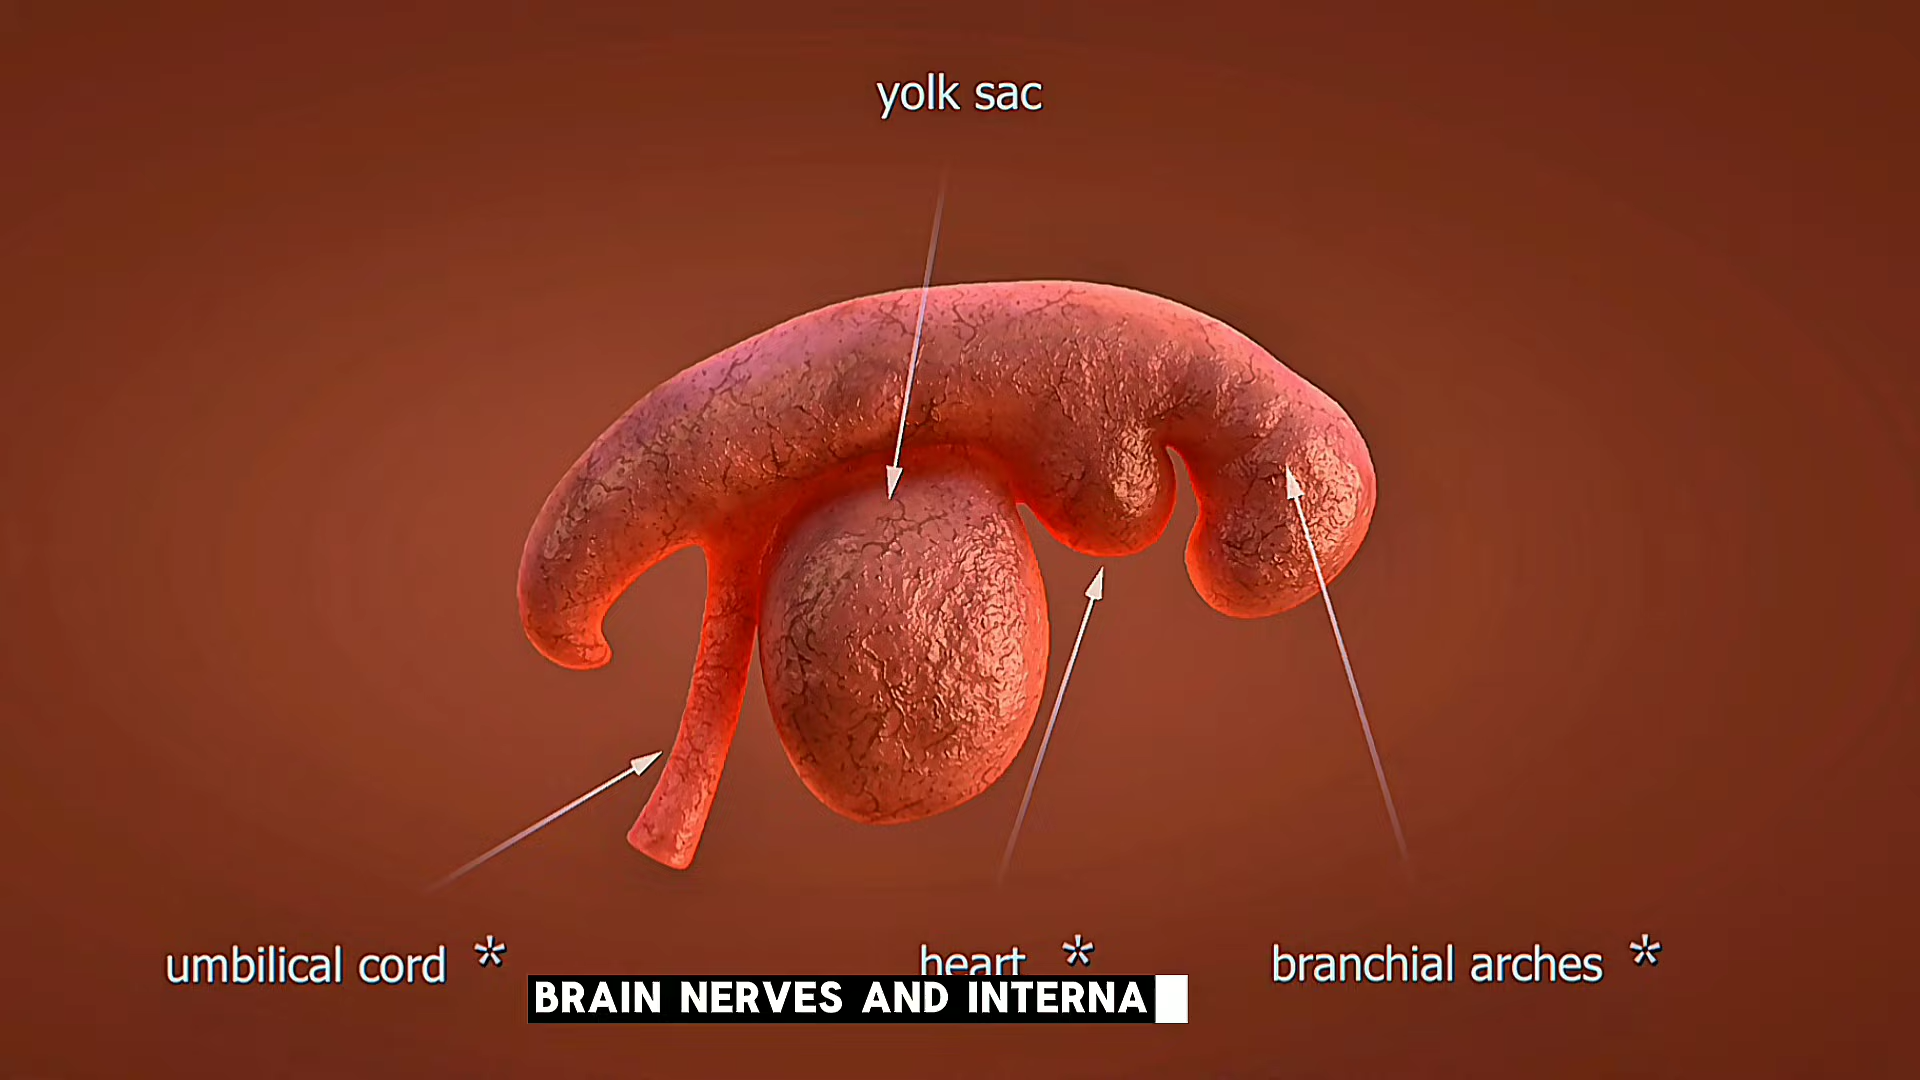 yolk sac
umbilical cord *
heart *
branchial arches *
BRAIN NERVES AND INTERNA